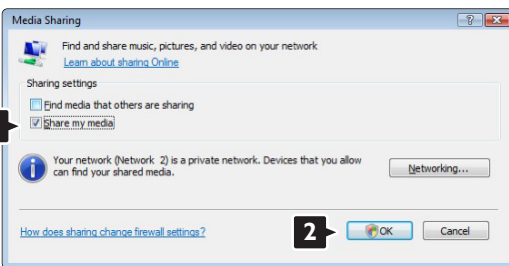 Media Sharing
Find and share music, pictures, and video on your network
Learn about sharing Online
Sharing settings
Find media that others are sharing
Share my media
Your network (Network 2) is a private network. Devices that you allow
can find your shared media.
Networking...
How does sharing change firewall settings?
2
OK
Cancel